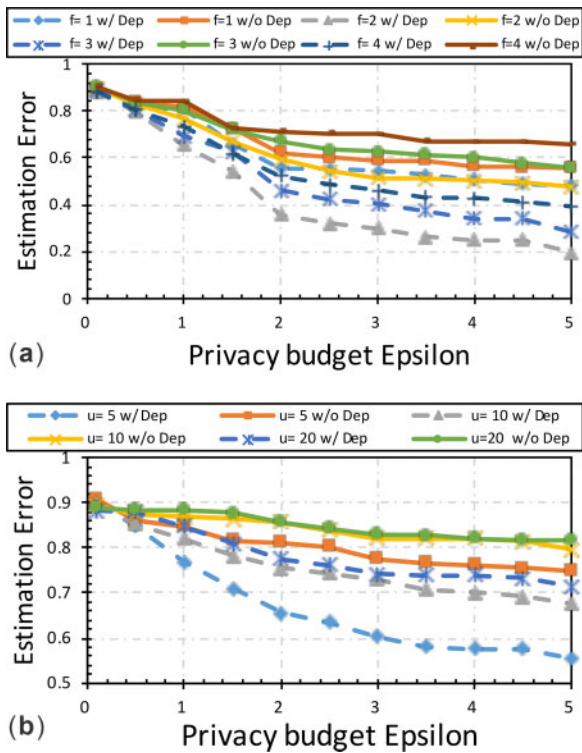 f= 1 w/ Dep f=1 w/o Dep f=2 w/ Dep f=2 w/o Dep
f= 3 w/ Dep f= 3 w/o Dep f= 4 w/ Dep f=4 w/o Dep
1
0.8
0.6
0.4
0.2
0
Estimation Error
0 1 2 3 4 5
(a) Privacy budget Epsilon
u= 5 w/ Dep u= 5 w/o Dep u= 10 w/ Dep
u= 10 w/o Dep u= 20 w/ Dep u=20 w/o Dep
1
0.9
0.8
0.7
0.6
0.5
Estimation Error
0 1 2 3 4 5
(b) Privacy budget Epsilon